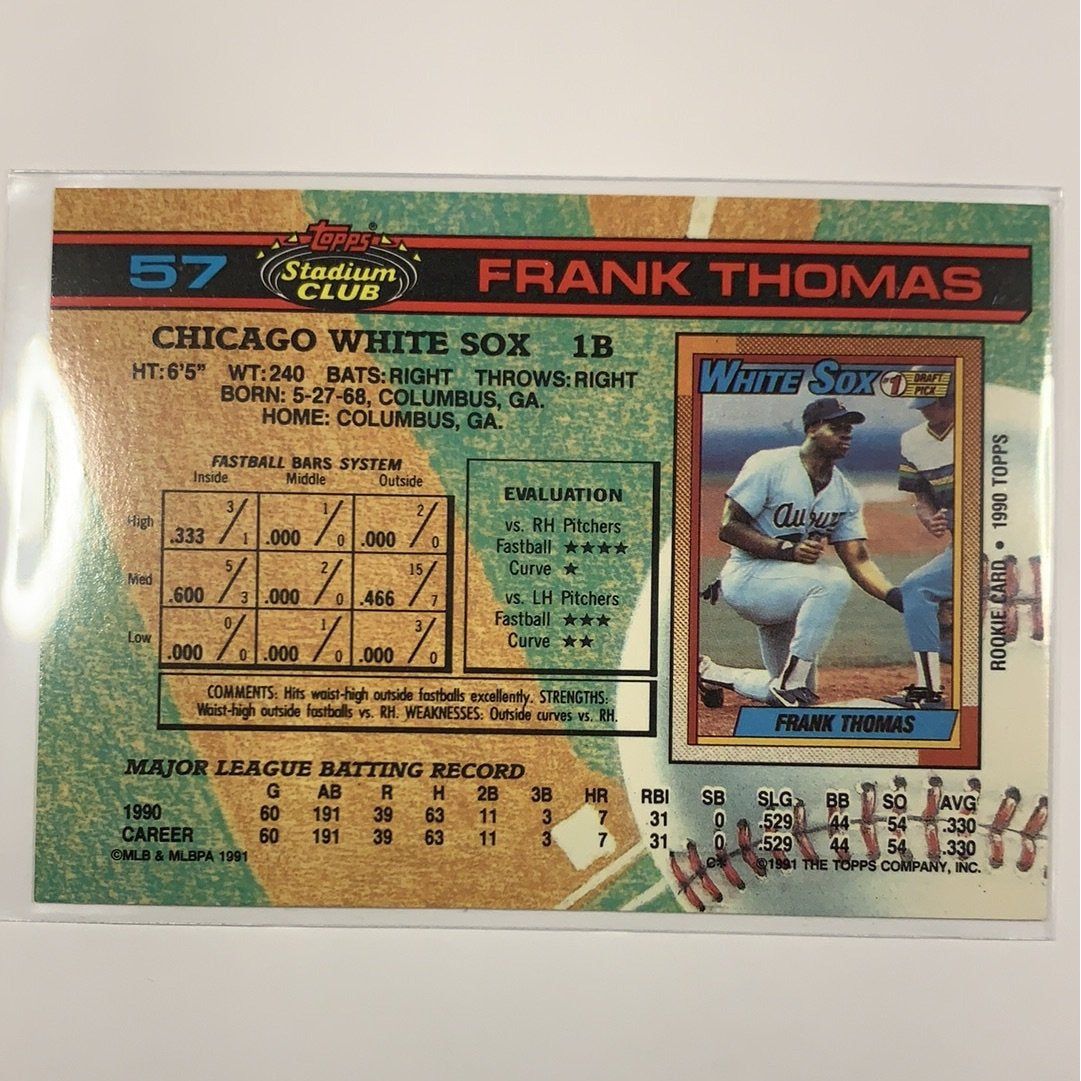 57
Topps®
Stadium
CLUB
FRANK THOMAS
CHICAGO WHITE SOX 1B
HT:6'5" WT:240 BATS:RIGHT THROWS:RIGHT
BORN: 5-27-68, COLUMBUS, GA.
HOME: COLUMBUS, GA.
FASTBALL BARS SYSTEM
Inside Middle Outside
High .333 3/1 .000 1/0 .000 2/0
Med .600 5/3 .000 2/0 .466 15/7
Low .000 0/0 .000 1/0 .000 3/0
EVALUATION
vs. RH Pitchers
Fastball ★★★★
Curve ★
vs. LH Pitchers
Fastball ★★★
Curve ★★
COMMENTS: Hits waist-high outside fastballs excellently. STRENGTHS:
Waist-high outside fastballs vs. RH. WEAKNESSES: Outside curves vs. RH.
WHITE SOX #1 DRAFT PICK
Auburn
Topps
FRANK THOMAS
ROOKIE CARD • 1990 TOPPS
MAJOR LEAGUE BATTING RECORD
G AB R H 2B 3B HR RBI SB SLG BB SO AVG
1990 60 191 39 63 11 3 7 31 0 .529 44 54 .330
CAREER 60 191 39 63 11 3 7 31 0 .529 44 54 .330
©MLB & MLBPA 1991 C* ©1991 THE TOPPS COMPANY, INC.